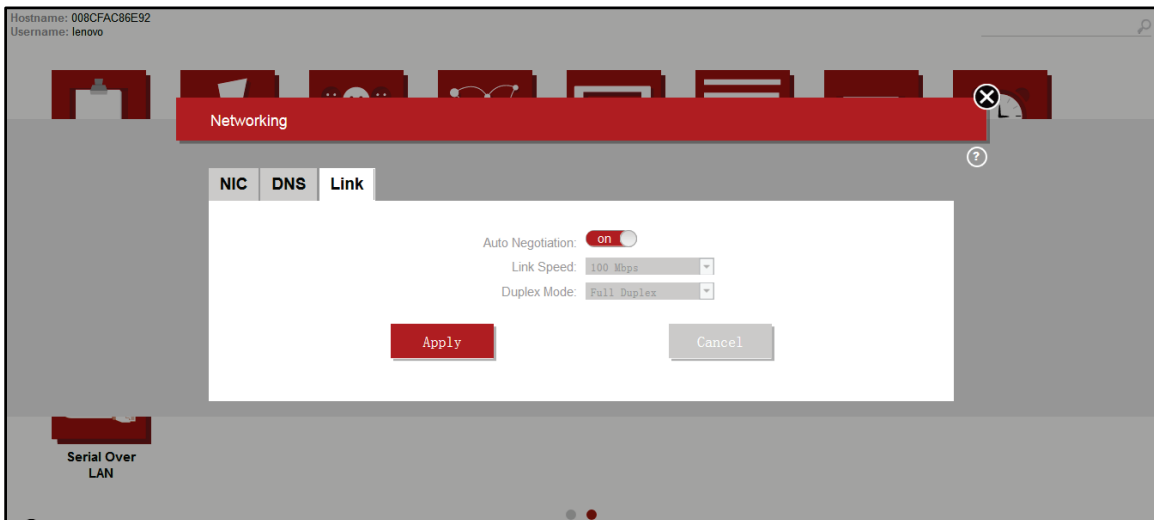 Hostname: 008CFAC86E92
Username: lenovo
Networking
?
NIC DNS Link
Auto Negotiation: on
Link Speed: 100 Mbps
Duplex Mode: Full Duplex
Apply Cancel
Serial Over
LAN